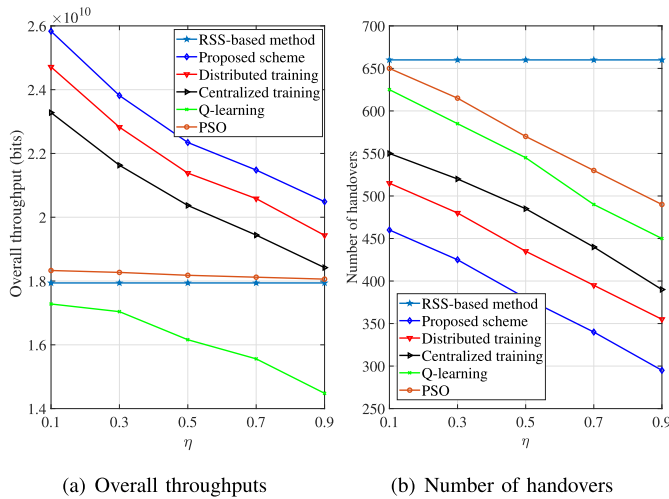 ×10^10
2.6
2.4
2.2
2
1.8
1.6
1.4
Overall throughput (bits)
RSS-based method
Proposed scheme
Distributed training
Centralized training
Q-learning
PSO
0.1 0.3 0.5 0.7 0.9
η
(a) Overall throughputs
700
650
600
550
500
450
400
350
300
250
Number of handovers
RSS-based method
Proposed scheme
Distributed training
Centralized training
Q-learning
PSO
0.1 0.3 0.5 0.7 0.9
η
(b) Number of handovers